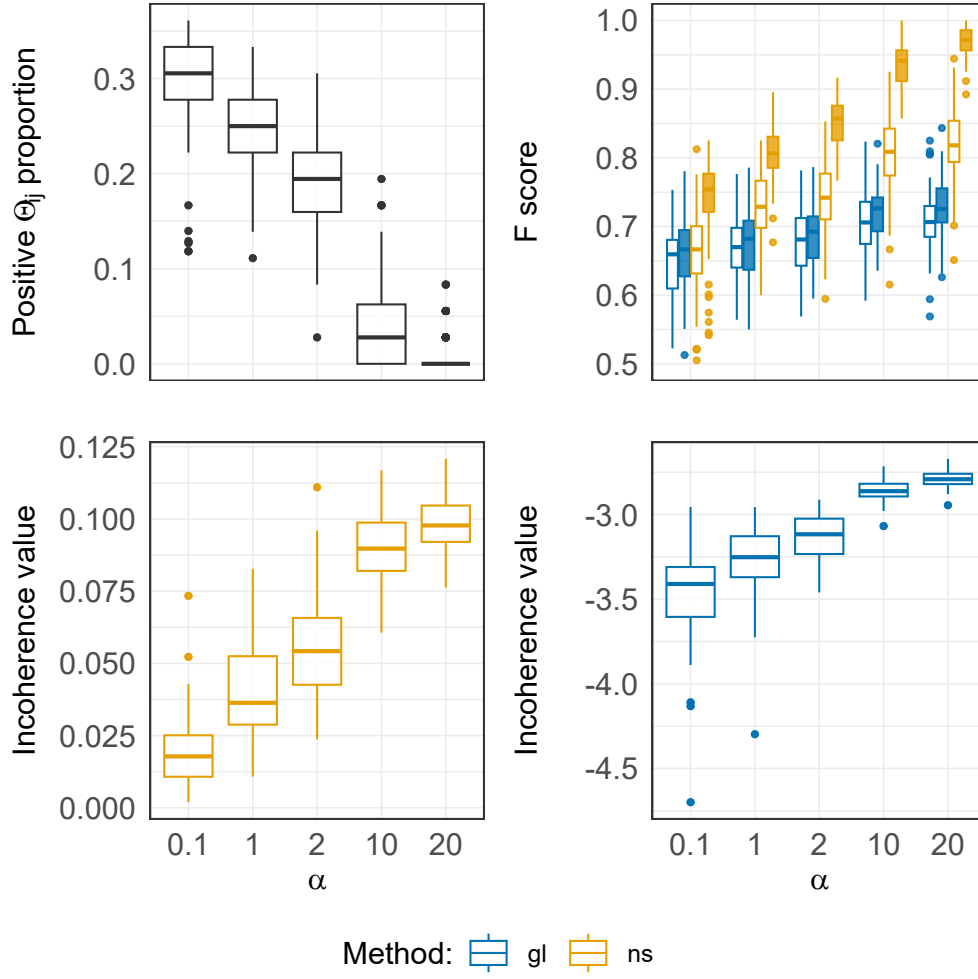 Positive Θij proportion
0.3
0.2
0.1
0.0
F score
1.0
0.9
0.8
0.7
0.6
0.5
Incoherence value
0.125
0.100
0.075
0.050
0.025
0.000
0.1 1 2 10 20
α
Incoherence value
-3.0
-3.5
-4.0
-4.5
0.1 1 2 10 20
α
Method: gl ns